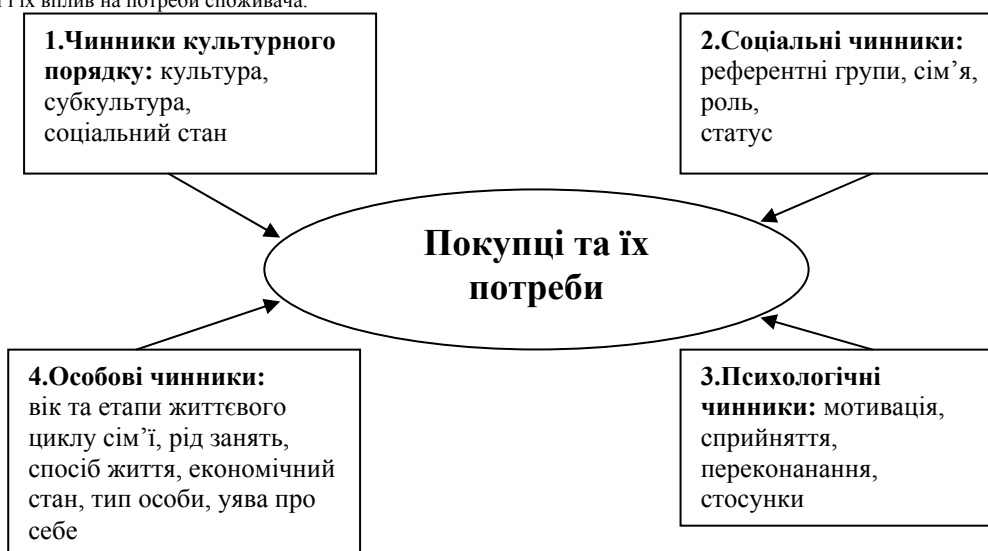 і їх вплив на потреби споживача.
1.Чинники культурного
порядку: культура,
субкультура,
соціальний стан
2.Соціальні чинники:
референтні групи, сім’я,
роль,
статус
Покупці та їх
потреби
4.Особові чинники:
вік та етапи життєвого
циклу сім’ї, рід занять,
спосіб життя, економічний
стан, тип особи, уява про
себе
3.Психологічні
чинники: мотивація,
сприйняття,
переконанання,
стосунки